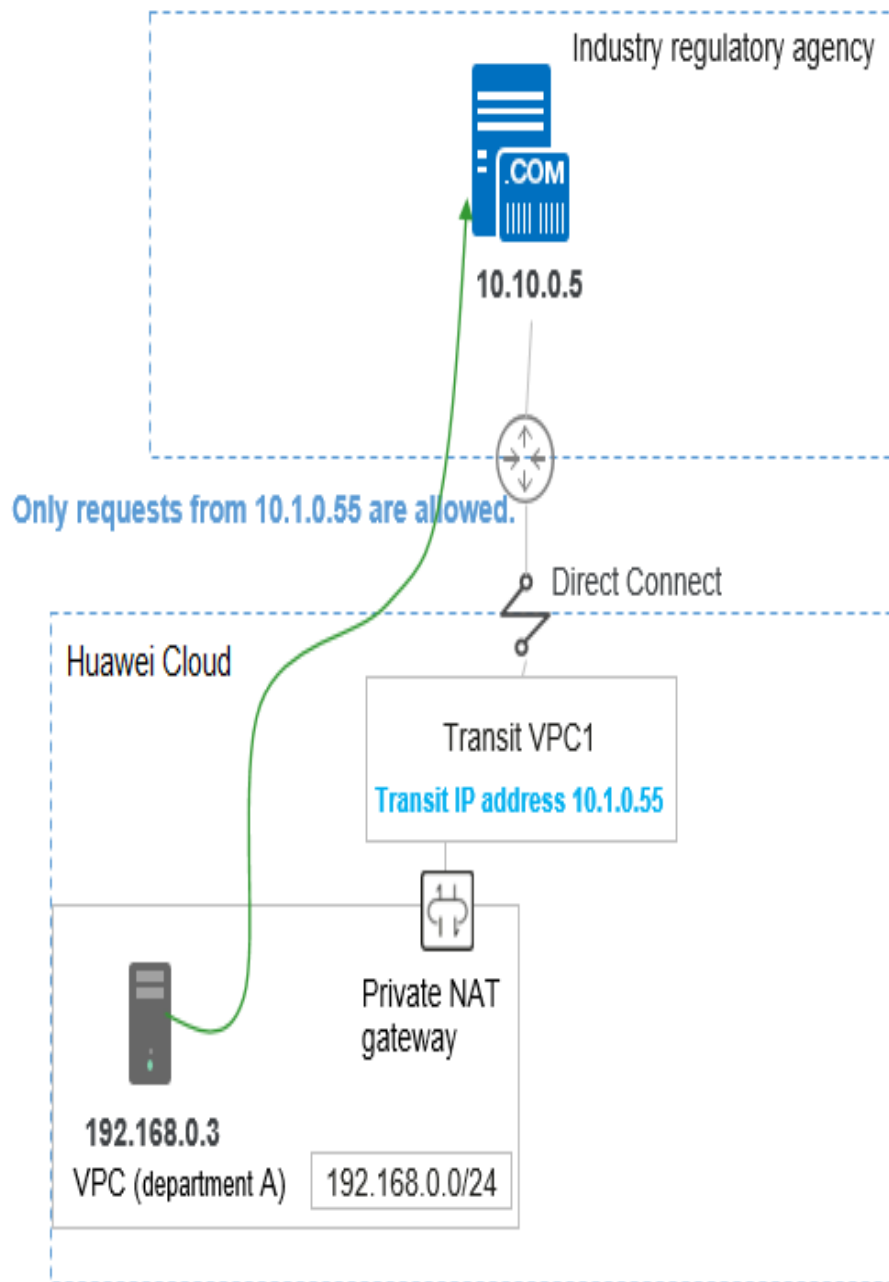 Industry regulatory agency
.COM
10.10.0.5
Only requests from 10.1.0.55 are allowed.
Direct Connect
Huawei Cloud
Transit VPC1
Transit IP address 10.1.0.55
Private NAT
gateway
192.168.0.3
VPC (department A)
192.168.0.0/24